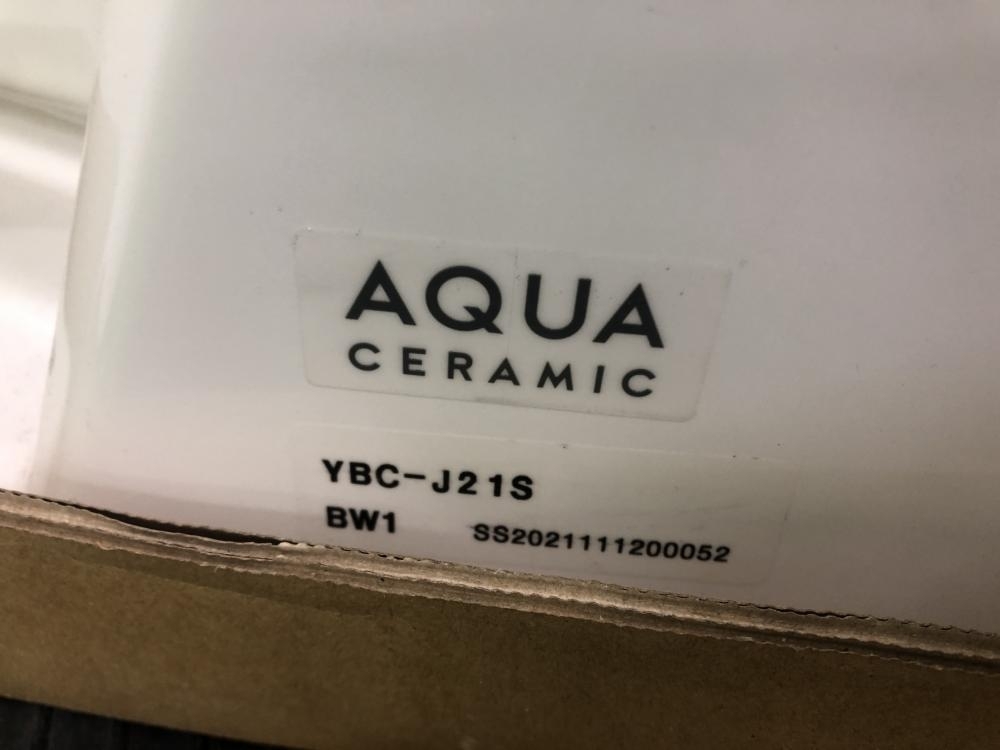 AQUA
CERAMIC
YBC-J21S
BW1 SS2021111200052